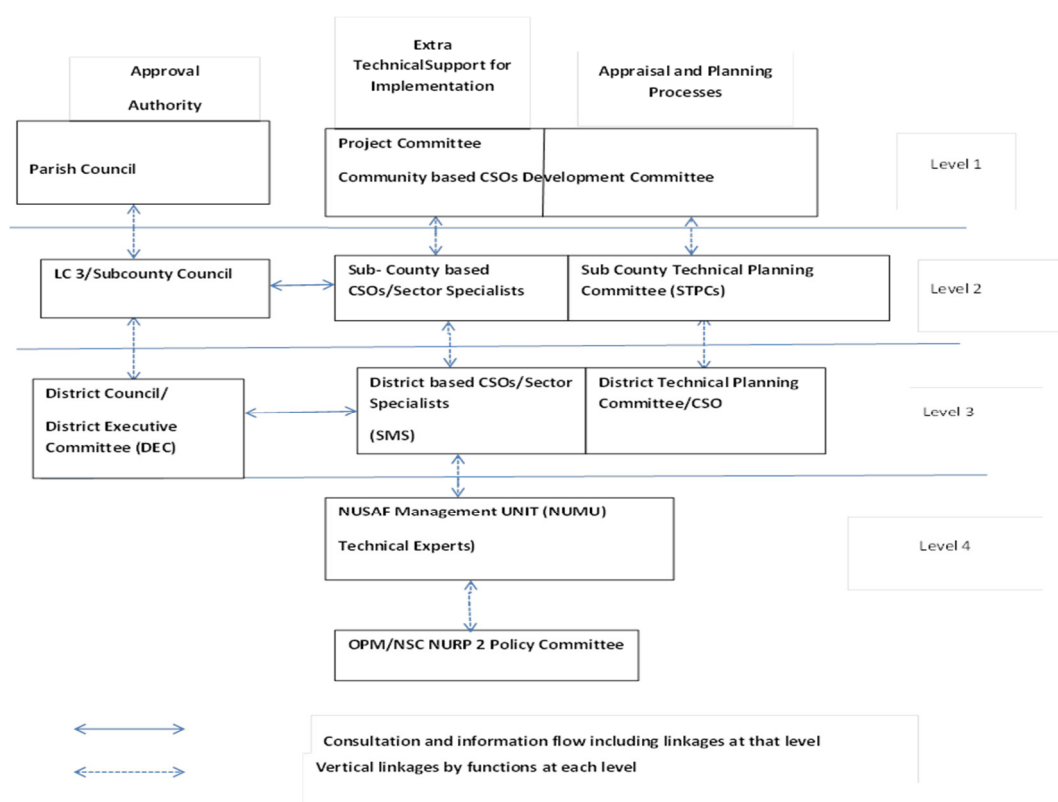 Approval
Authority
Extra
TechnicalSupport for
Implementation
Appraisal and Planning
Processes
Parish Council
Project Committee
Community based CSOs Development Committee
Level 1
LC 3/Subcounty Council
Sub- County based
CSOs/Sector Specialists
Sub County Technical Planning
Committee (STPCs)
Level 2
District Council/
District Executive
Committee (DEC)
District based CSOs/Sector
Specialists
(SMS)
District Technical Planning
Committee/CSO
Level 3
NUSAF Management UNIT (NUMU)
Technical Experts)
Level 4
OPM/NSC NURP 2 Policy Committee
Consultation and information flow including linkages at that level
Vertical linkages by functions at each level